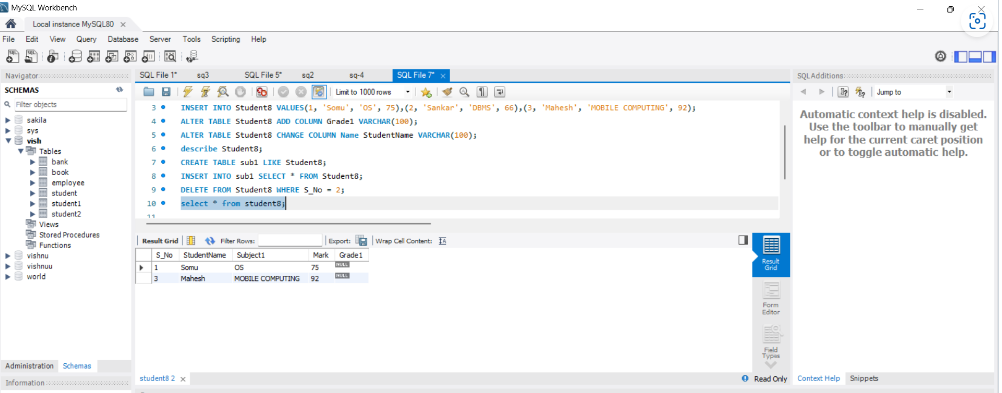 MySQL Workbench
Local instance MySQL80 ×
File Edit View Query Database Server Tools Scripting Help
Navigator
SCHEMAS
Filter objects
sakila
sys
vish
Tables
bank
book
employee
student
student1
student2
Views
Stored Procedures
Functions
vishnu
vishnuu
world
Administration Schemas
Information
SQL File 1* sq3 SQL File 5* sq2 sq-4 SQL File 7* ×
Limit to 1000 rows
3 INSERT INTO Student8 VALUES(1, 'Somu', 'OS', 75),(2, 'Sankar', 'DBMS', 66),(3, 'Mahesh', 'MOBILE COMPUTING', 92);
4 ALTER TABLE Student8 ADD COLUMN Grade1 VARCHAR(100);
5 ALTER TABLE Student8 CHANGE COLUMN Name StudentName VARCHAR(100);
6 describe Student8;
7 CREATE TABLE sub1 LIKE Student8;
8 INSERT INTO sub1 SELECT * FROM Student8;
9 DELETE FROM Student8 WHERE S_No = 2;
10 select * from student8;
11
Result Grid Filter Rows: Export: Wrap Cell Content: IA
S_No StudentName Subject1 Mark Grade1
1 Somu OS 75 NULL
3 Mahesh MOBILE COMPUTING 92 NULL
Result Grid
Form Editor
Field Types
student8 2 ×
Read Only
SQLAdditions
Jump to
Automatic context help is disabled.
Use the toolbar to manually get
help for the current caret position
or to toggle automatic help.
Context Help Snippets